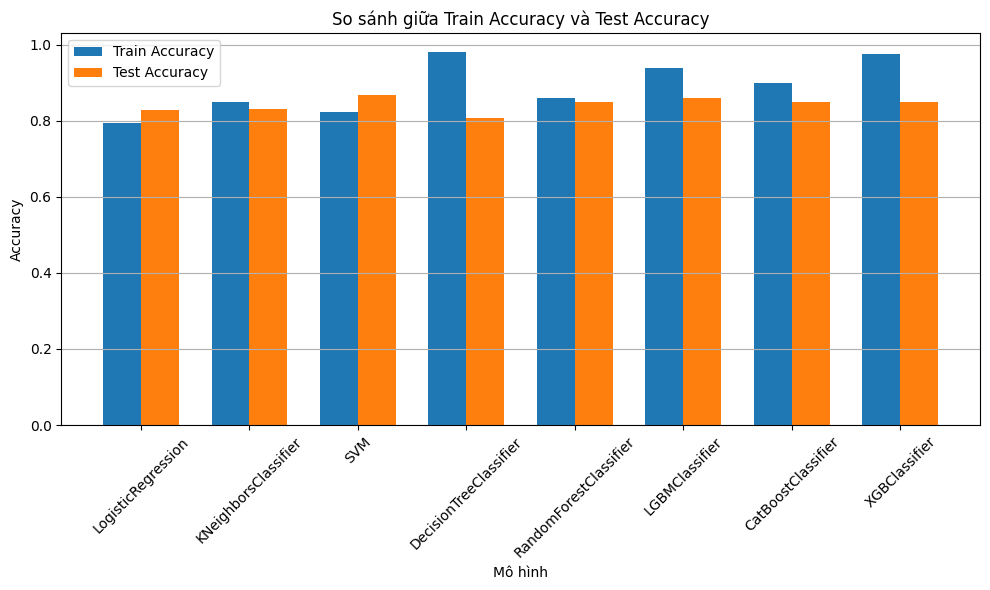 So sánh giữa Train Accuracy và Test Accuracy
Train Accuracy
Test Accuracy
Accuracy
1.0
0.8
0.6
0.4
0.2
0.0
LogisticRegression
KNeighborsClassifier
SVM
DecisionTreeClassifier
RandomForestClassifier
LGBMClassifier
CatBoostClassifier
XGBClassifier
Mô hình